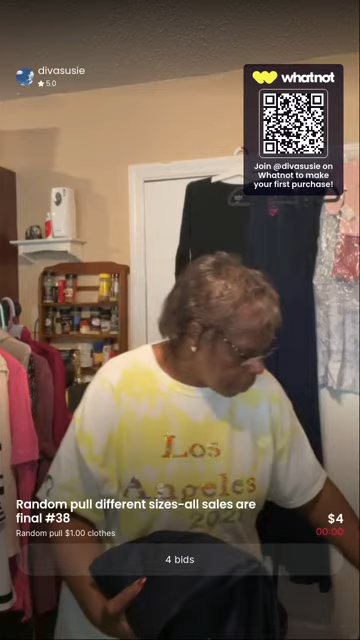 divasusie
★ 5.0
whatnot
Join @divasusie on
Whatnot to make
your first purchase!
Los
Angeles
Random pull different sizes-all sales are
final #38
$4
Random pull $1.00 clothes
00:00
4 bids